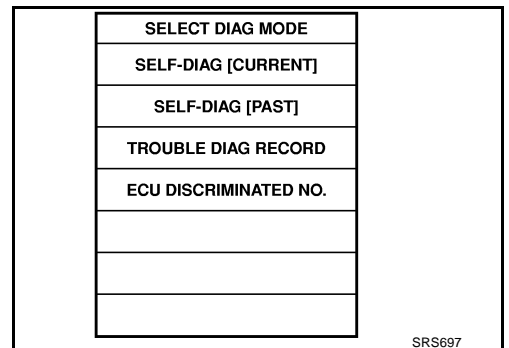 SELECT DIAG MODE
SELF-DIAG [CURRENT]
SELF-DIAG [PAST]
TROUBLE DIAG RECORD
ECU DISCRIMINATED NO.
SRS697